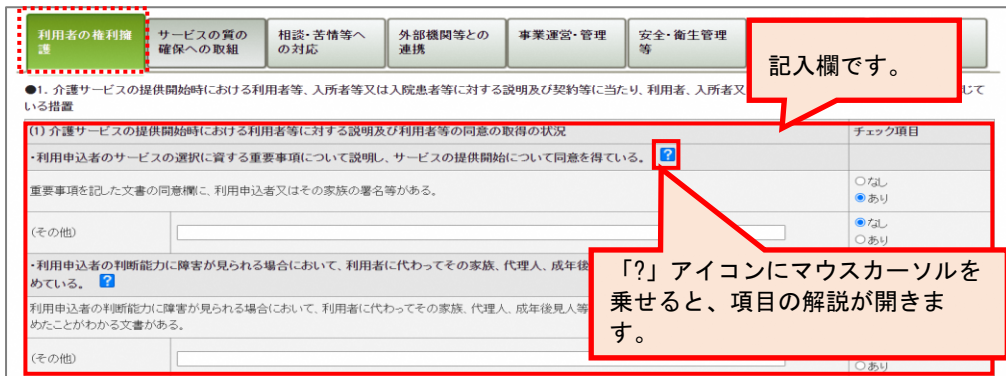 利用者の権利擁
護
サービスの質の
確保への取組
相談・苦情等へ
の対応
外部機関等との
連携
事業運営・管理
安全・衛生管理
等
記入欄です。
●1. 介護サービスの提供開始時における利用者等、入所者等又は入院患者等に対する説明及び契約等に当たり、利用者、入所者又
じて
いる措置
(1) 介護サービスの提供開始時における利用者等に対する説明及び利用者等の同意の取得の状況
チェック項目
・利用申込者のサービスの選択に資する重要事項について説明し、サービスの提供開始について同意を得ている。 ?
重要事項を記した文書の同意欄に、利用申込者又はその家族の署名等がある。
なし
あり
(その他)
なし
あり
・利用申込者の判断能力に障害が見られる場合において、利用者に代わってその家族、代理人、成年後
めている。 ?
「?」アイコンにマウスカーソルを
乗せると、項目の解説が開きま
す。
利用申込者の判断能力に障害が見られる場合において、利用者に代わってその家族、代理人、成年後見人等
めたことがわかる文書がある。
(その他)
あり